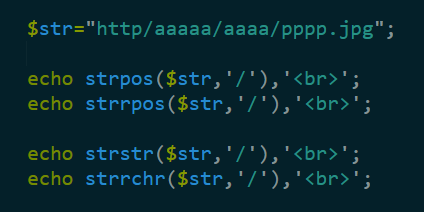 $str="http/aaaaa/aaaa/pppp.jpg";
echo strpos($str,'/'),'<br>';
echo strrpos($str,'/'),'<br>';
echo strstr($str,'/'),'<br>';
echo strrchr($str,'/'),'<br>';